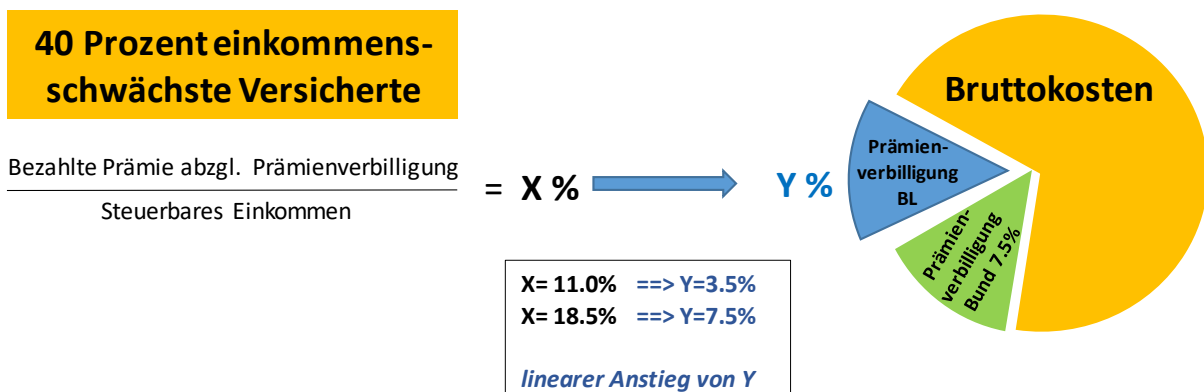 40 Prozent einkommens-
schwächste Versicherte
Bezahlte Prämie abzgl. Prämienverbilligung
Steuerbares Einkommen
= X %
Y %
Bruttokosten
Prämien-
verbilligung
BL
Prämien-
verbilligung
Bund 7.5%
X= 11.0% ==> Y=3.5%
X= 18.5% ==> Y=7.5%
linearer Anstieg von Y